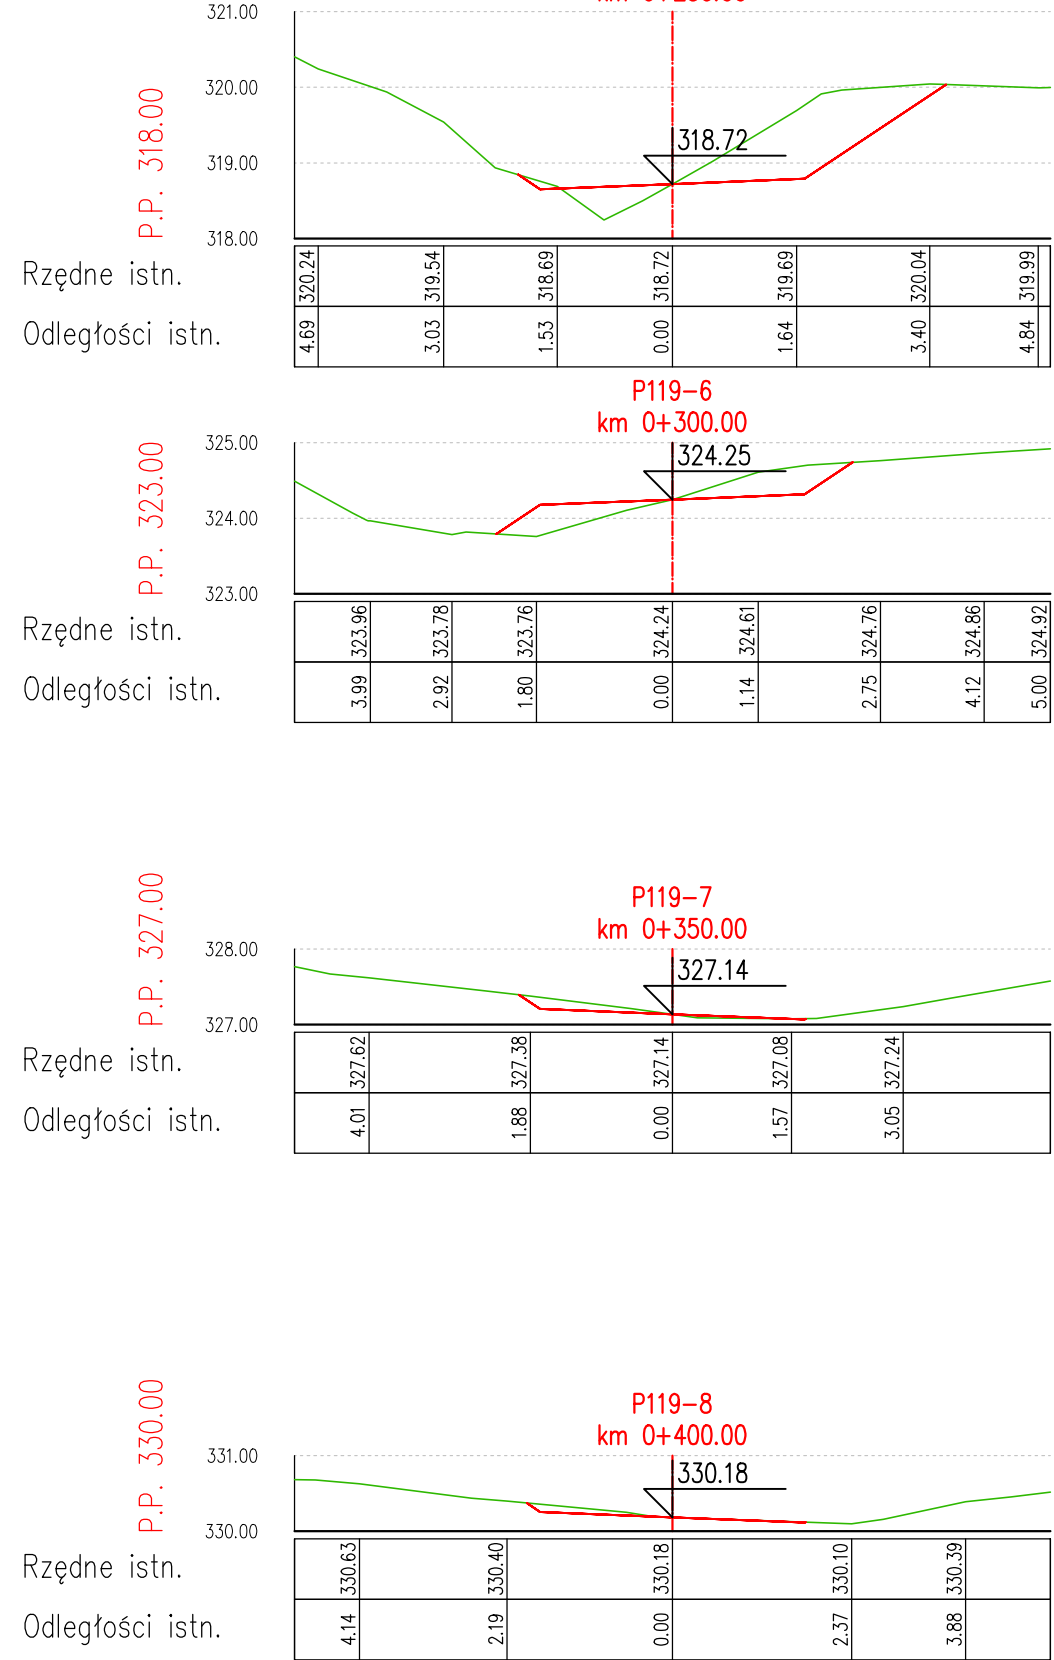 km 0+250.00
321.00
320.00
319.00
318.00
P.P. 318.00
318.72
Rzędne istn.
320.24 319.54 318.69 318.72 319.69 320.04 319.99
Odległości istn.
4.69 3.03 1.53 0.00 1.64 3.40 4.84
P119-6
km 0+300.00
325.00
324.00
323.00
P.P. 323.00
324.25
Rzędne istn.
323.96 323.78 323.76 324.24 324.61 324.76 324.86 324.92
Odległości istn.
3.99 2.92 1.80 0.00 1.14 2.75 4.12 5.00
P119-7
km 0+350.00
328.00
327.00
P.P. 327.00
327.14
Rzędne istn.
327.62 327.38 327.14 327.08 327.24
Odległości istn.
4.01 1.88 0.00 1.57 3.05
P119-8
km 0+400.00
331.00
330.00
P.P. 330.00
330.18
Rzędne istn.
330.63 330.40 330.18 330.10 330.39
Odległości istn.
4.14 2.19 0.00 2.37 3.88